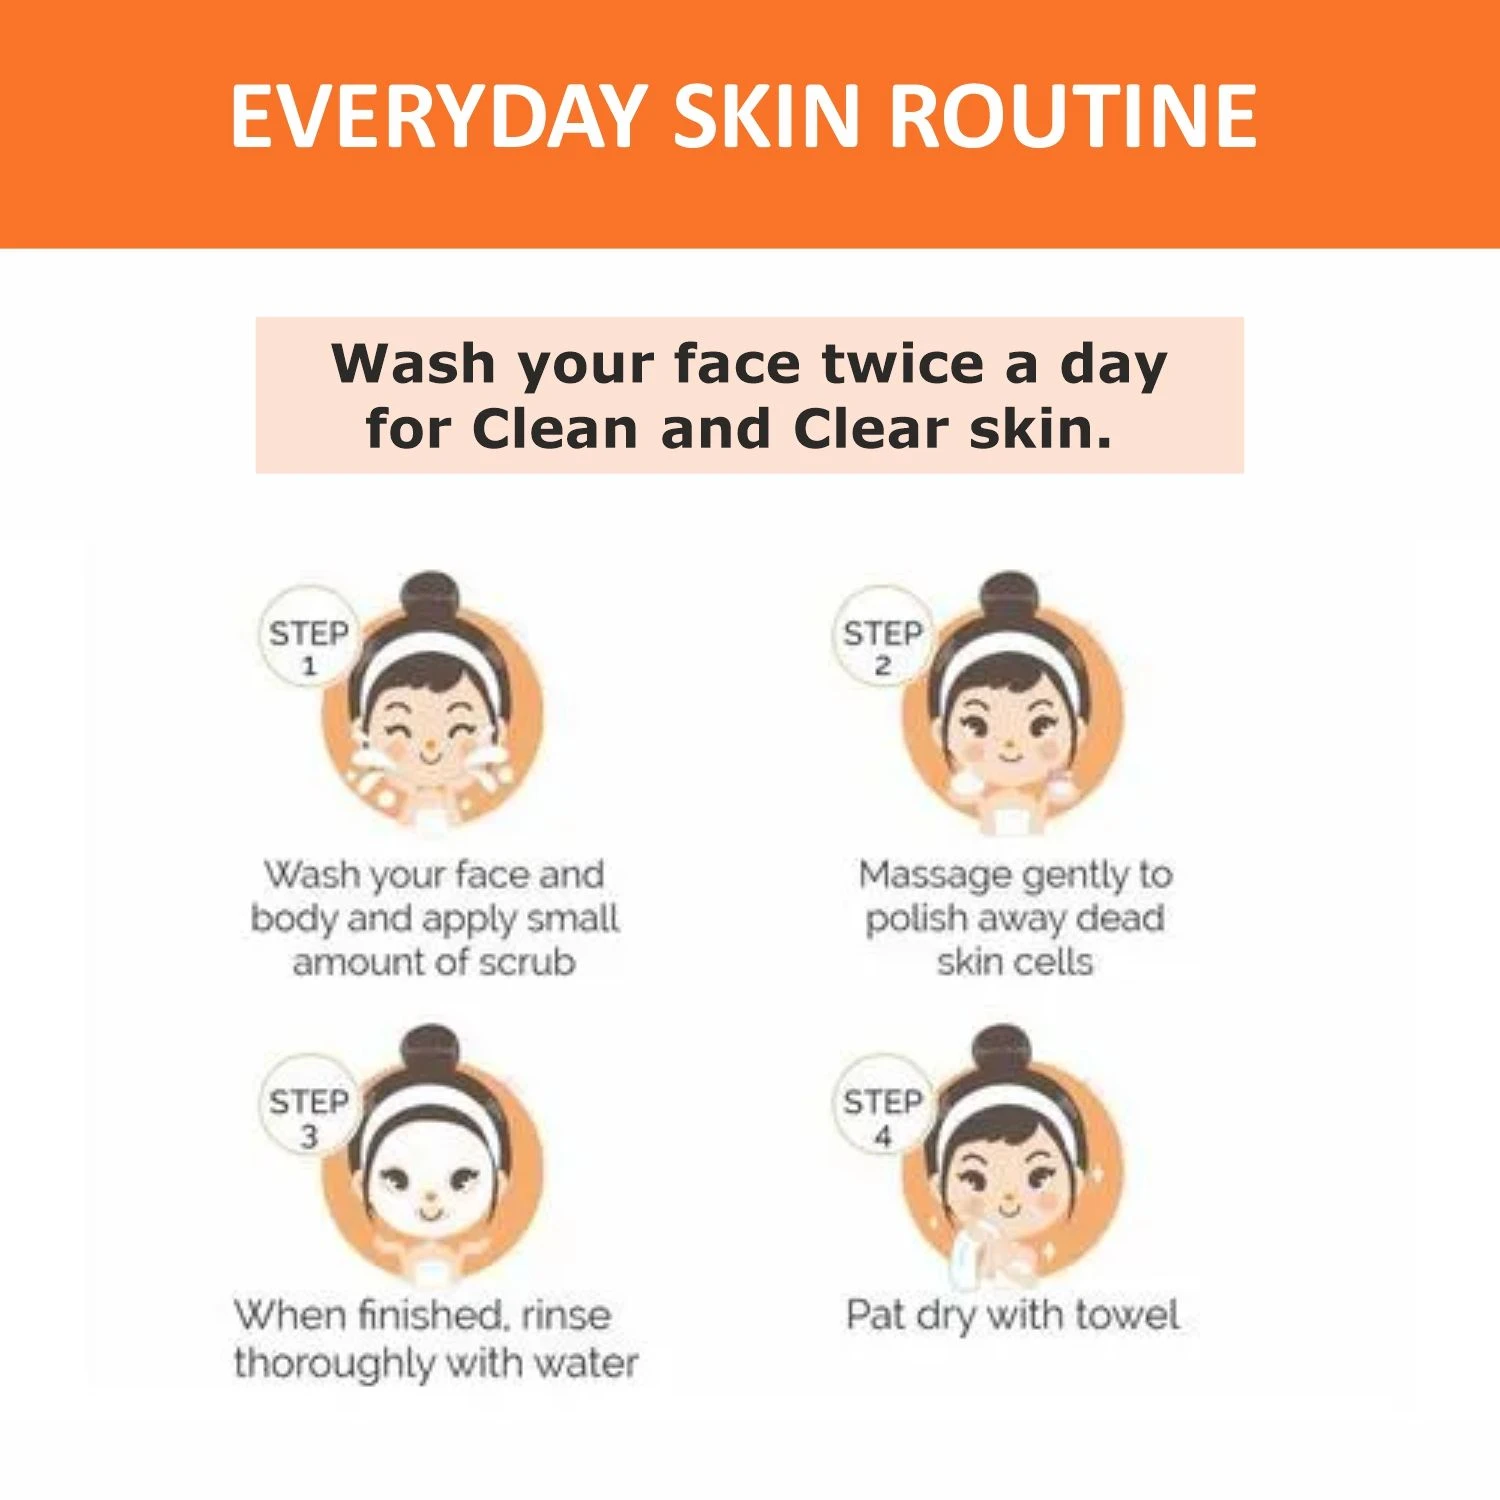 EVERYDAY SKIN ROUTINE
Wash your face twice a day
for Clean and Clear skin.
STEP
1
Wash your face and
body and apply small
amount of scrub
STEP
2
Massage gently to
polish away dead
skin cells
STEP
3
When finished, rinse
thoroughly with water
STEP
4
Pat dry with towel